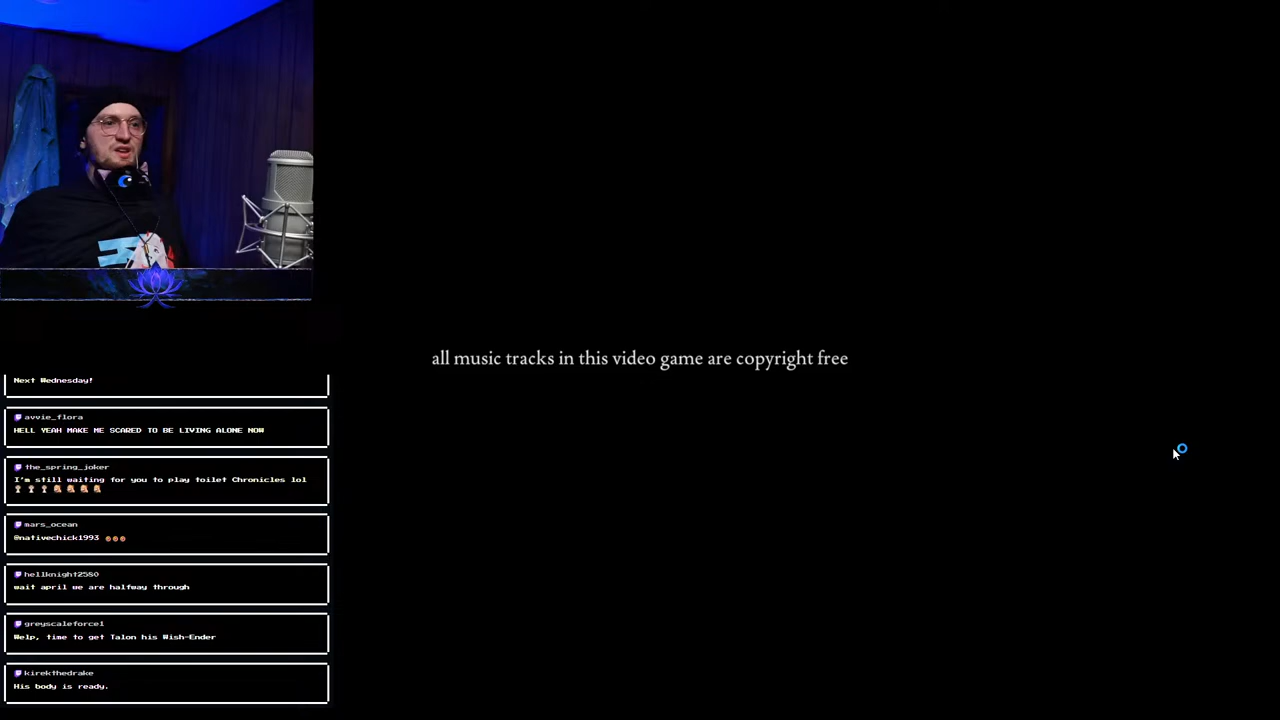 all music tracks in this video game are copyright free
Next Wednesday!
avvie_flora
HELL YEAH MAKE ME SCARED TO BE LIVING ALONE NOW
the_spring_joker
I'm still waiting for you to play toilet Chronicles lol
mars_ocean
@nativechick1993
hellknight2580
wait april we are halfway through
greyscaleforce1
Welp, time to get Talon his Wish-Ender
kirekthedrake
His body is ready.